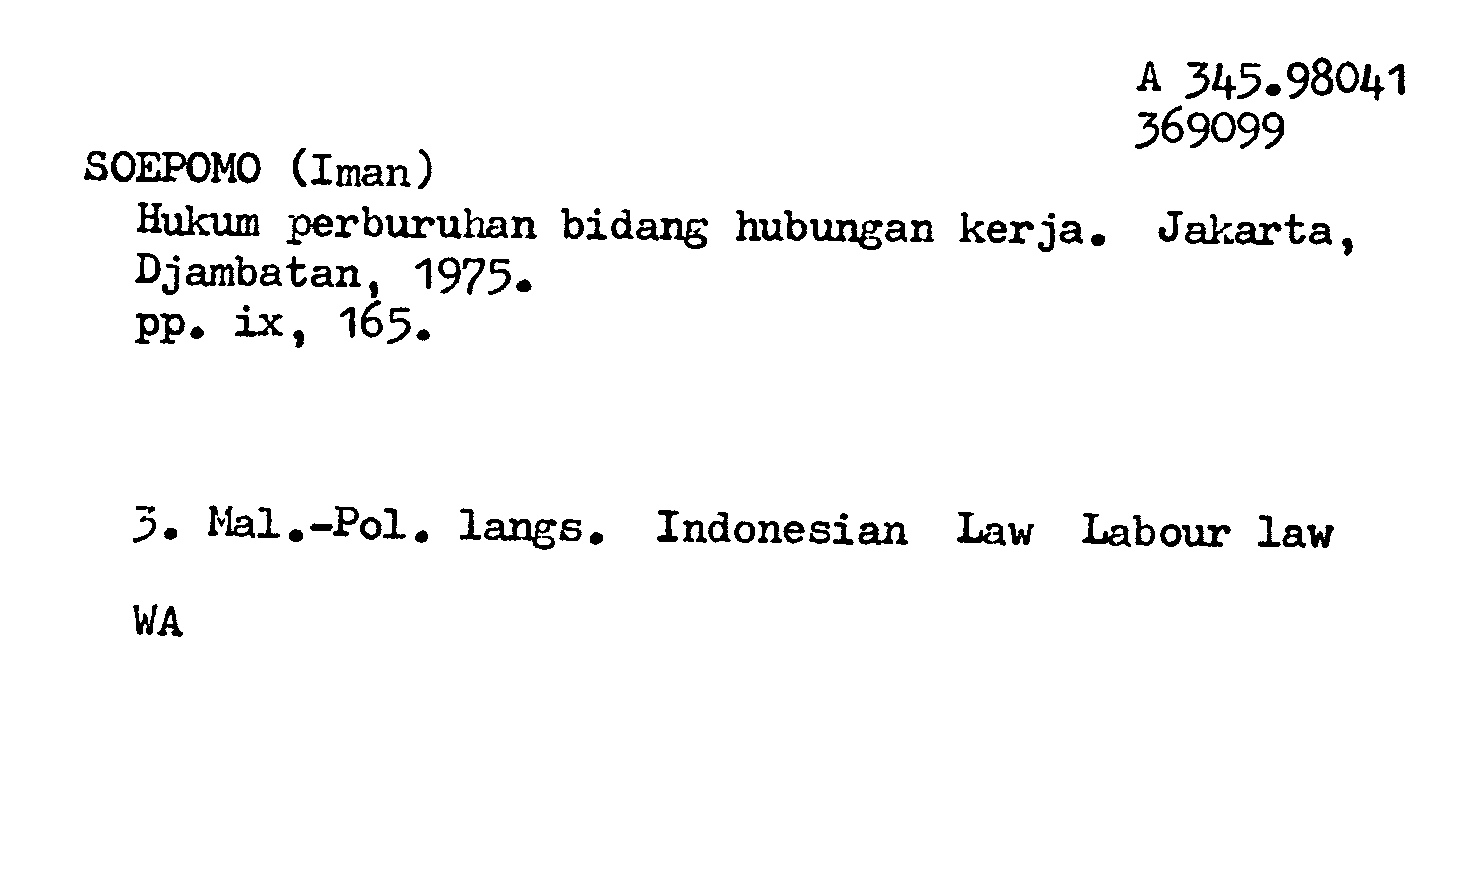 A 345.98041
369099
SOEPOMO (Iman)
Hukum perburuhan bidang hubungan kerja. Jakarta,
Djambatan, 1975.
pp. ix, 165.
3. Mal.-Pol. langs. Indonesian Law Labour law
WA